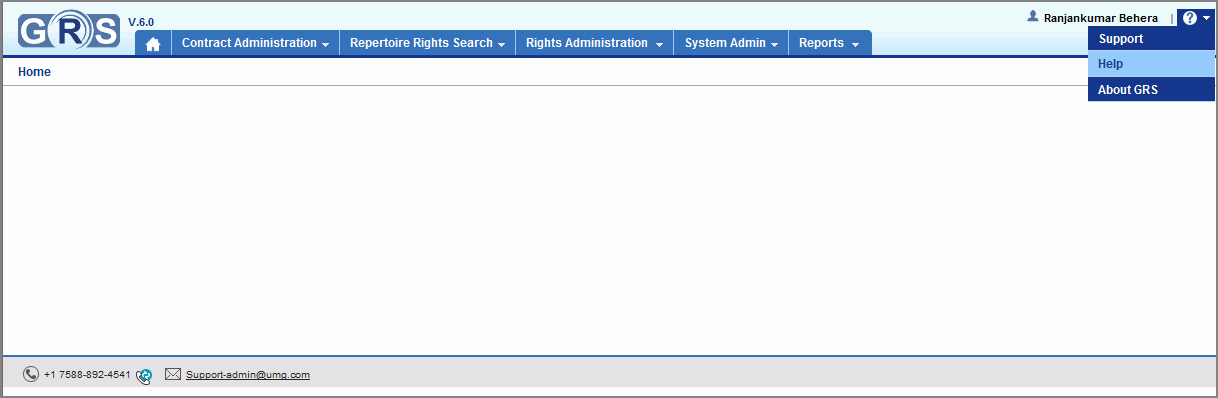 GRS V.6.0
Ranjankumar Behera | ?
Contract Administration Repertoire Rights Search Rights Administration System Admin Reports
Support
Help
About GRS
Home
+1 7588-892-4541 Support-admin@umg.com